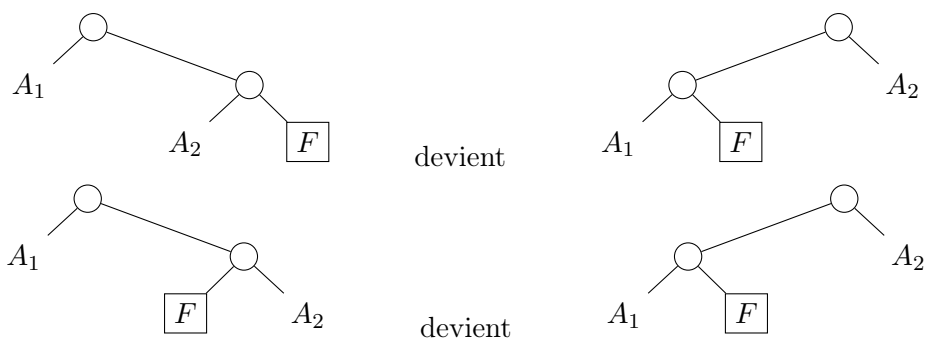 A₁ A₂
A₂ F A₁ F
devient
A₁ A₂
F A₂ A₁ F
devient